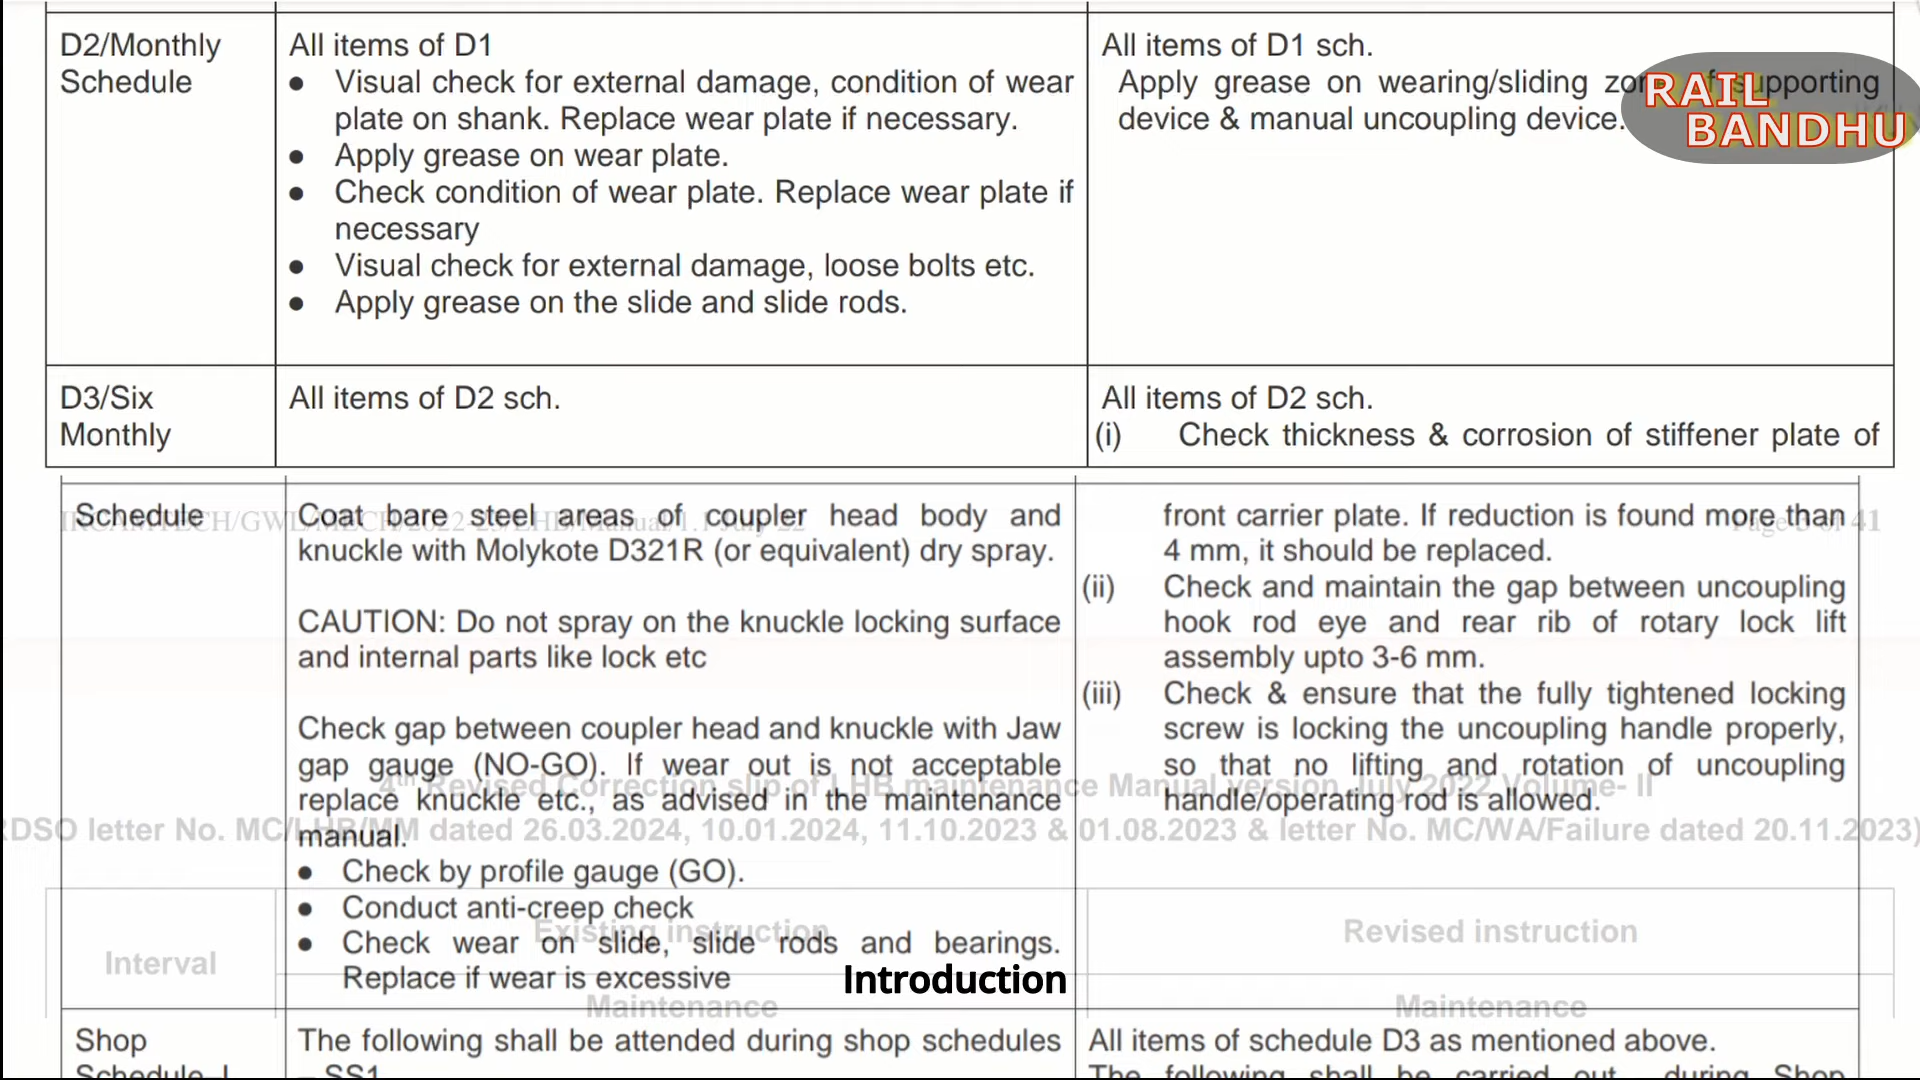 D2/Monthly
Schedule
All items of D1
● Visual check for external damage, condition of wear
plate on shank. Replace wear plate if necessary.
● Apply grease on wear plate.
● Check condition of wear plate. Replace wear plate if
necessary
● Visual check for external damage, loose bolts etc.
● Apply grease on the slide and slide rods.
All items of D1 sch.
Apply grease on wearing/sliding supporting
device & manual uncoupling device.
RAIL
BANDHU
D3/Six
Monthly
All items of D2 sch.
All items of D2 sch.
(i) Check thickness & corrosion of stiffener plate of
Schedule
Coat bare steel areas of coupler head body and
knuckle with Molykote D321R (or equivalent) dry spray.
CAUTION: Do not spray on the knuckle locking surface
and internal parts like lock etc
Check gap between coupler head and knuckle with Jaw
gap gauge (NO-GO). If wear out is not acceptable
replace knuckle etc., as advised in the maintenance
manual.
● Check by profile gauge (GO).
● Conduct anti-creep check
● Check wear on slide, slide rods and bearings.
Replace if wear is excessive
front carrier plate. If reduction is found more than
4 mm, it should be replaced.
(ii) Check and maintain the gap between uncoupling
hook rod eye and rear rib of rotary lock lift
assembly upto 3-6 mm.
(iii) Check & ensure that the fully tightened locking
screw is locking the uncoupling handle properly,
so that no lifting and rotation of uncoupling
handle/operating rod is allowed.
4th Revised Correction slip of LHB maintenance Manual version July 2022 Volume- II
letter No. MC/LHB/MM dated 26.03.2024, 10.01.2024, 11.10.2023 & 01.08.2023 & letter No. MC/WA/Failure dated 20.11.2023)
Interval
Existing instruction
Revised instruction
Maintenance
Maintenance
Introduction
Shop
Schedule-I
The following shall be attended during shop schedules
– SS1
All items of schedule D3 as mentioned above.
The following shall be carried out during Shop